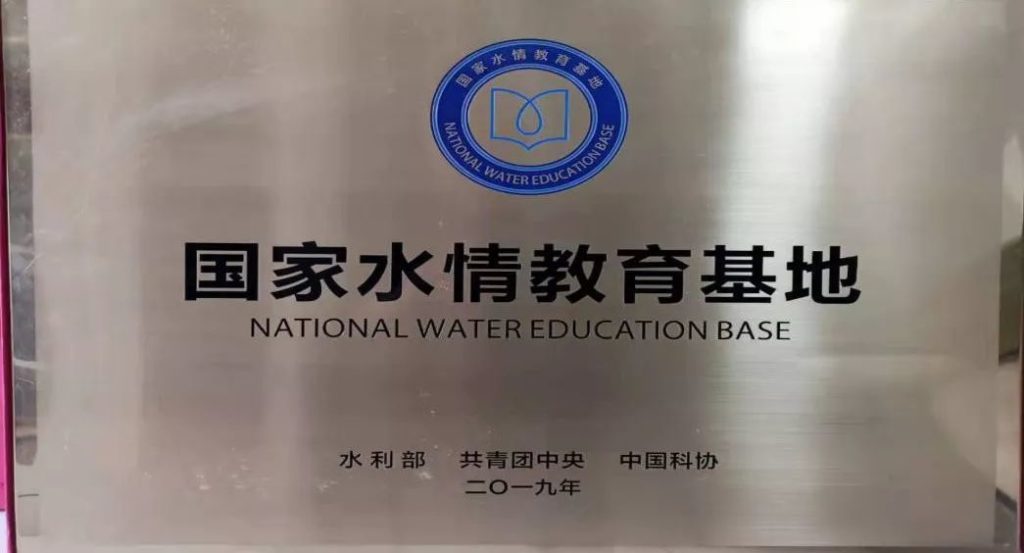 国家水情教育基地
NATIONAL WATER EDUCATION BASE
国家水情教育基地
NATIONAL WATER EDUCATION BASE
水利部 共青团中央 中国科协
二〇一九年